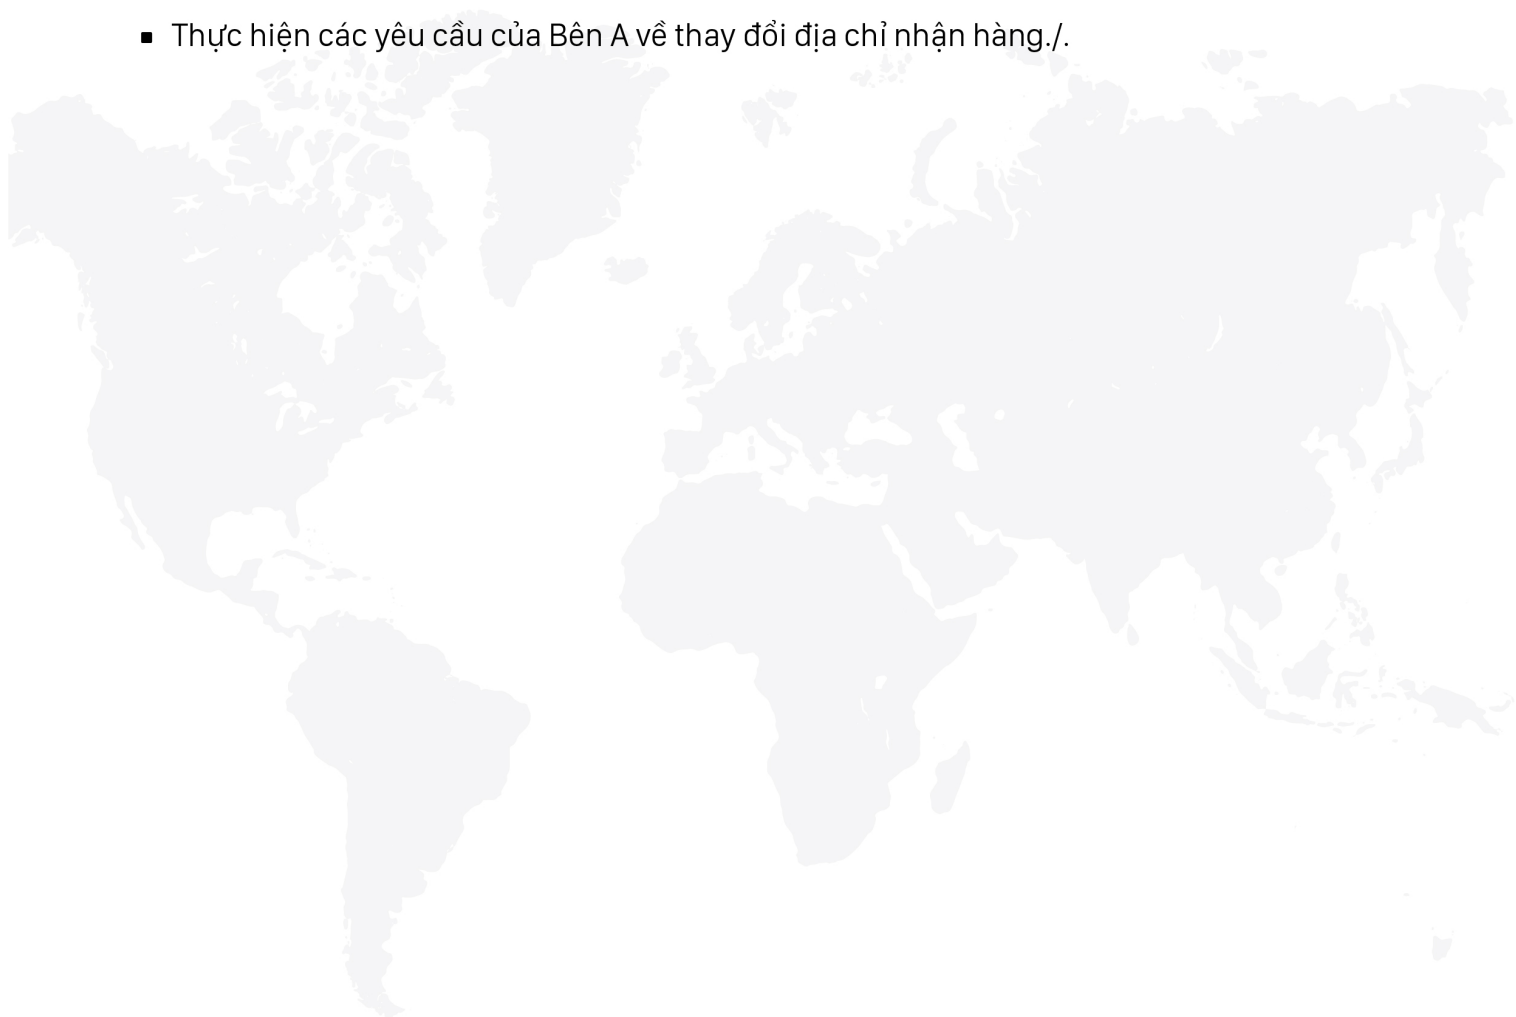 ▪ Thực hiện các yêu cầu của Bên A về thay đổi địa chỉ nhận hàng./.